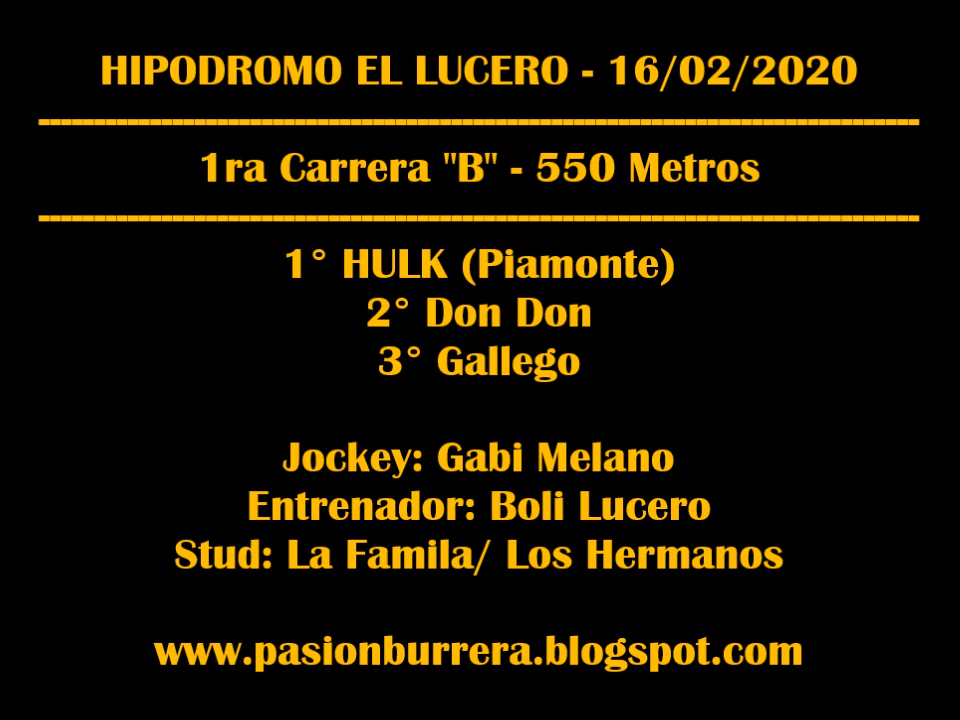 HIPODROMO EL LUCERO - 16/02/2020
--------------------------------------------------------------------------------
1ra Carrera "B" - 550 Metros
--------------------------------------------------------------------------------
1° HULK (Piamonte)
2° Don Don
3° Gallego
Jockey: Gabi Melano
Entrenador: Boli Lucero
Stud: La Famila/ Los Hermanos
www.pasionburrera.blogspot.com